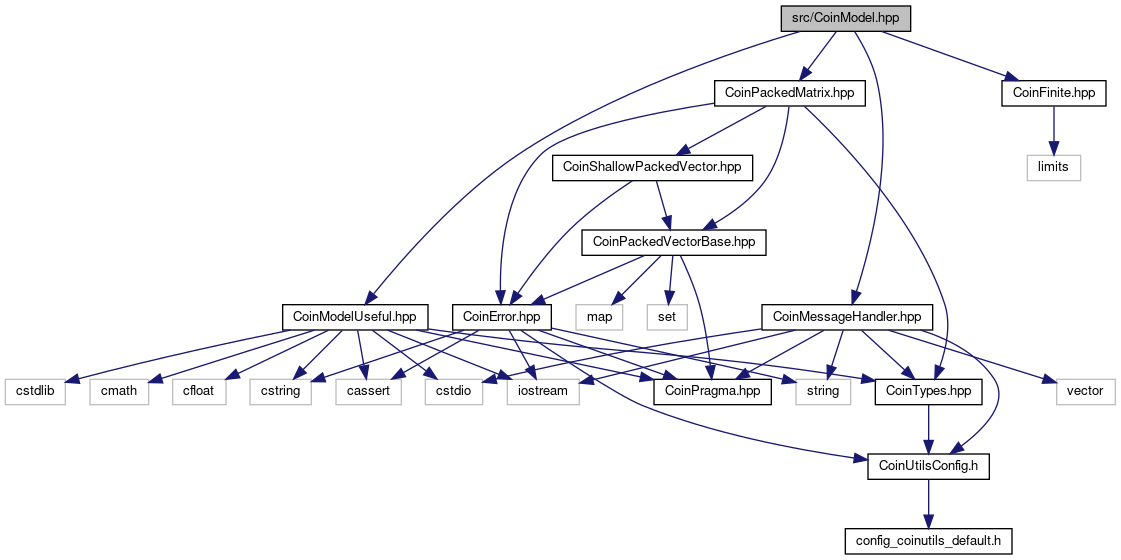 src/CoinModel.hpp
CoinPackedMatrix.hpp
CoinFinite.hpp
CoinShallowPackedVector.hpp
limits
CoinPackedVectorBase.hpp
CoinModelUseful.hpp
CoinError.hpp
map
set
CoinMessageHandler.hpp
cstdlib
cmath
cfloat
cstring
cassert
cstdio
iostream
CoinPragma.hpp
string
CoinTypes.hpp
vector
CoinUtilsConfig.h
config_coinutils_default.h